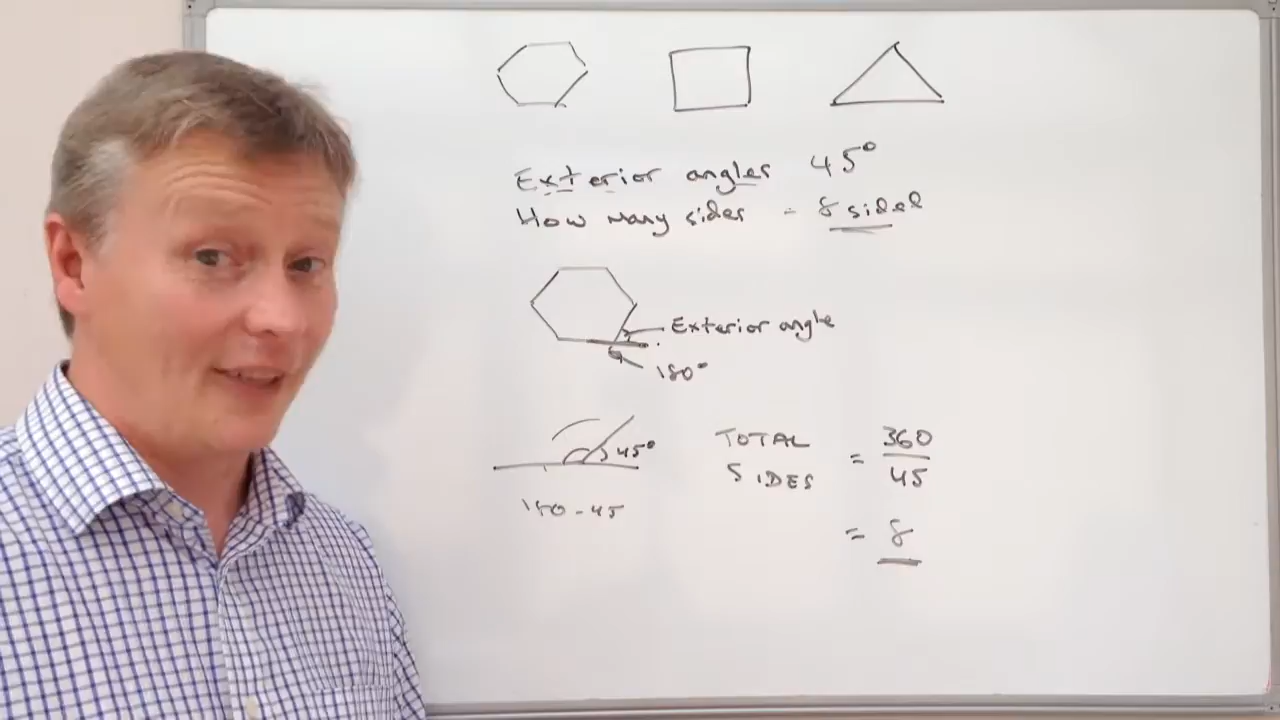 Exterior angles 45°
How many sides = 8 sides
Exterior angle
180°
45°
180-45
TOTAL
SIDES
= 360
45
= 8